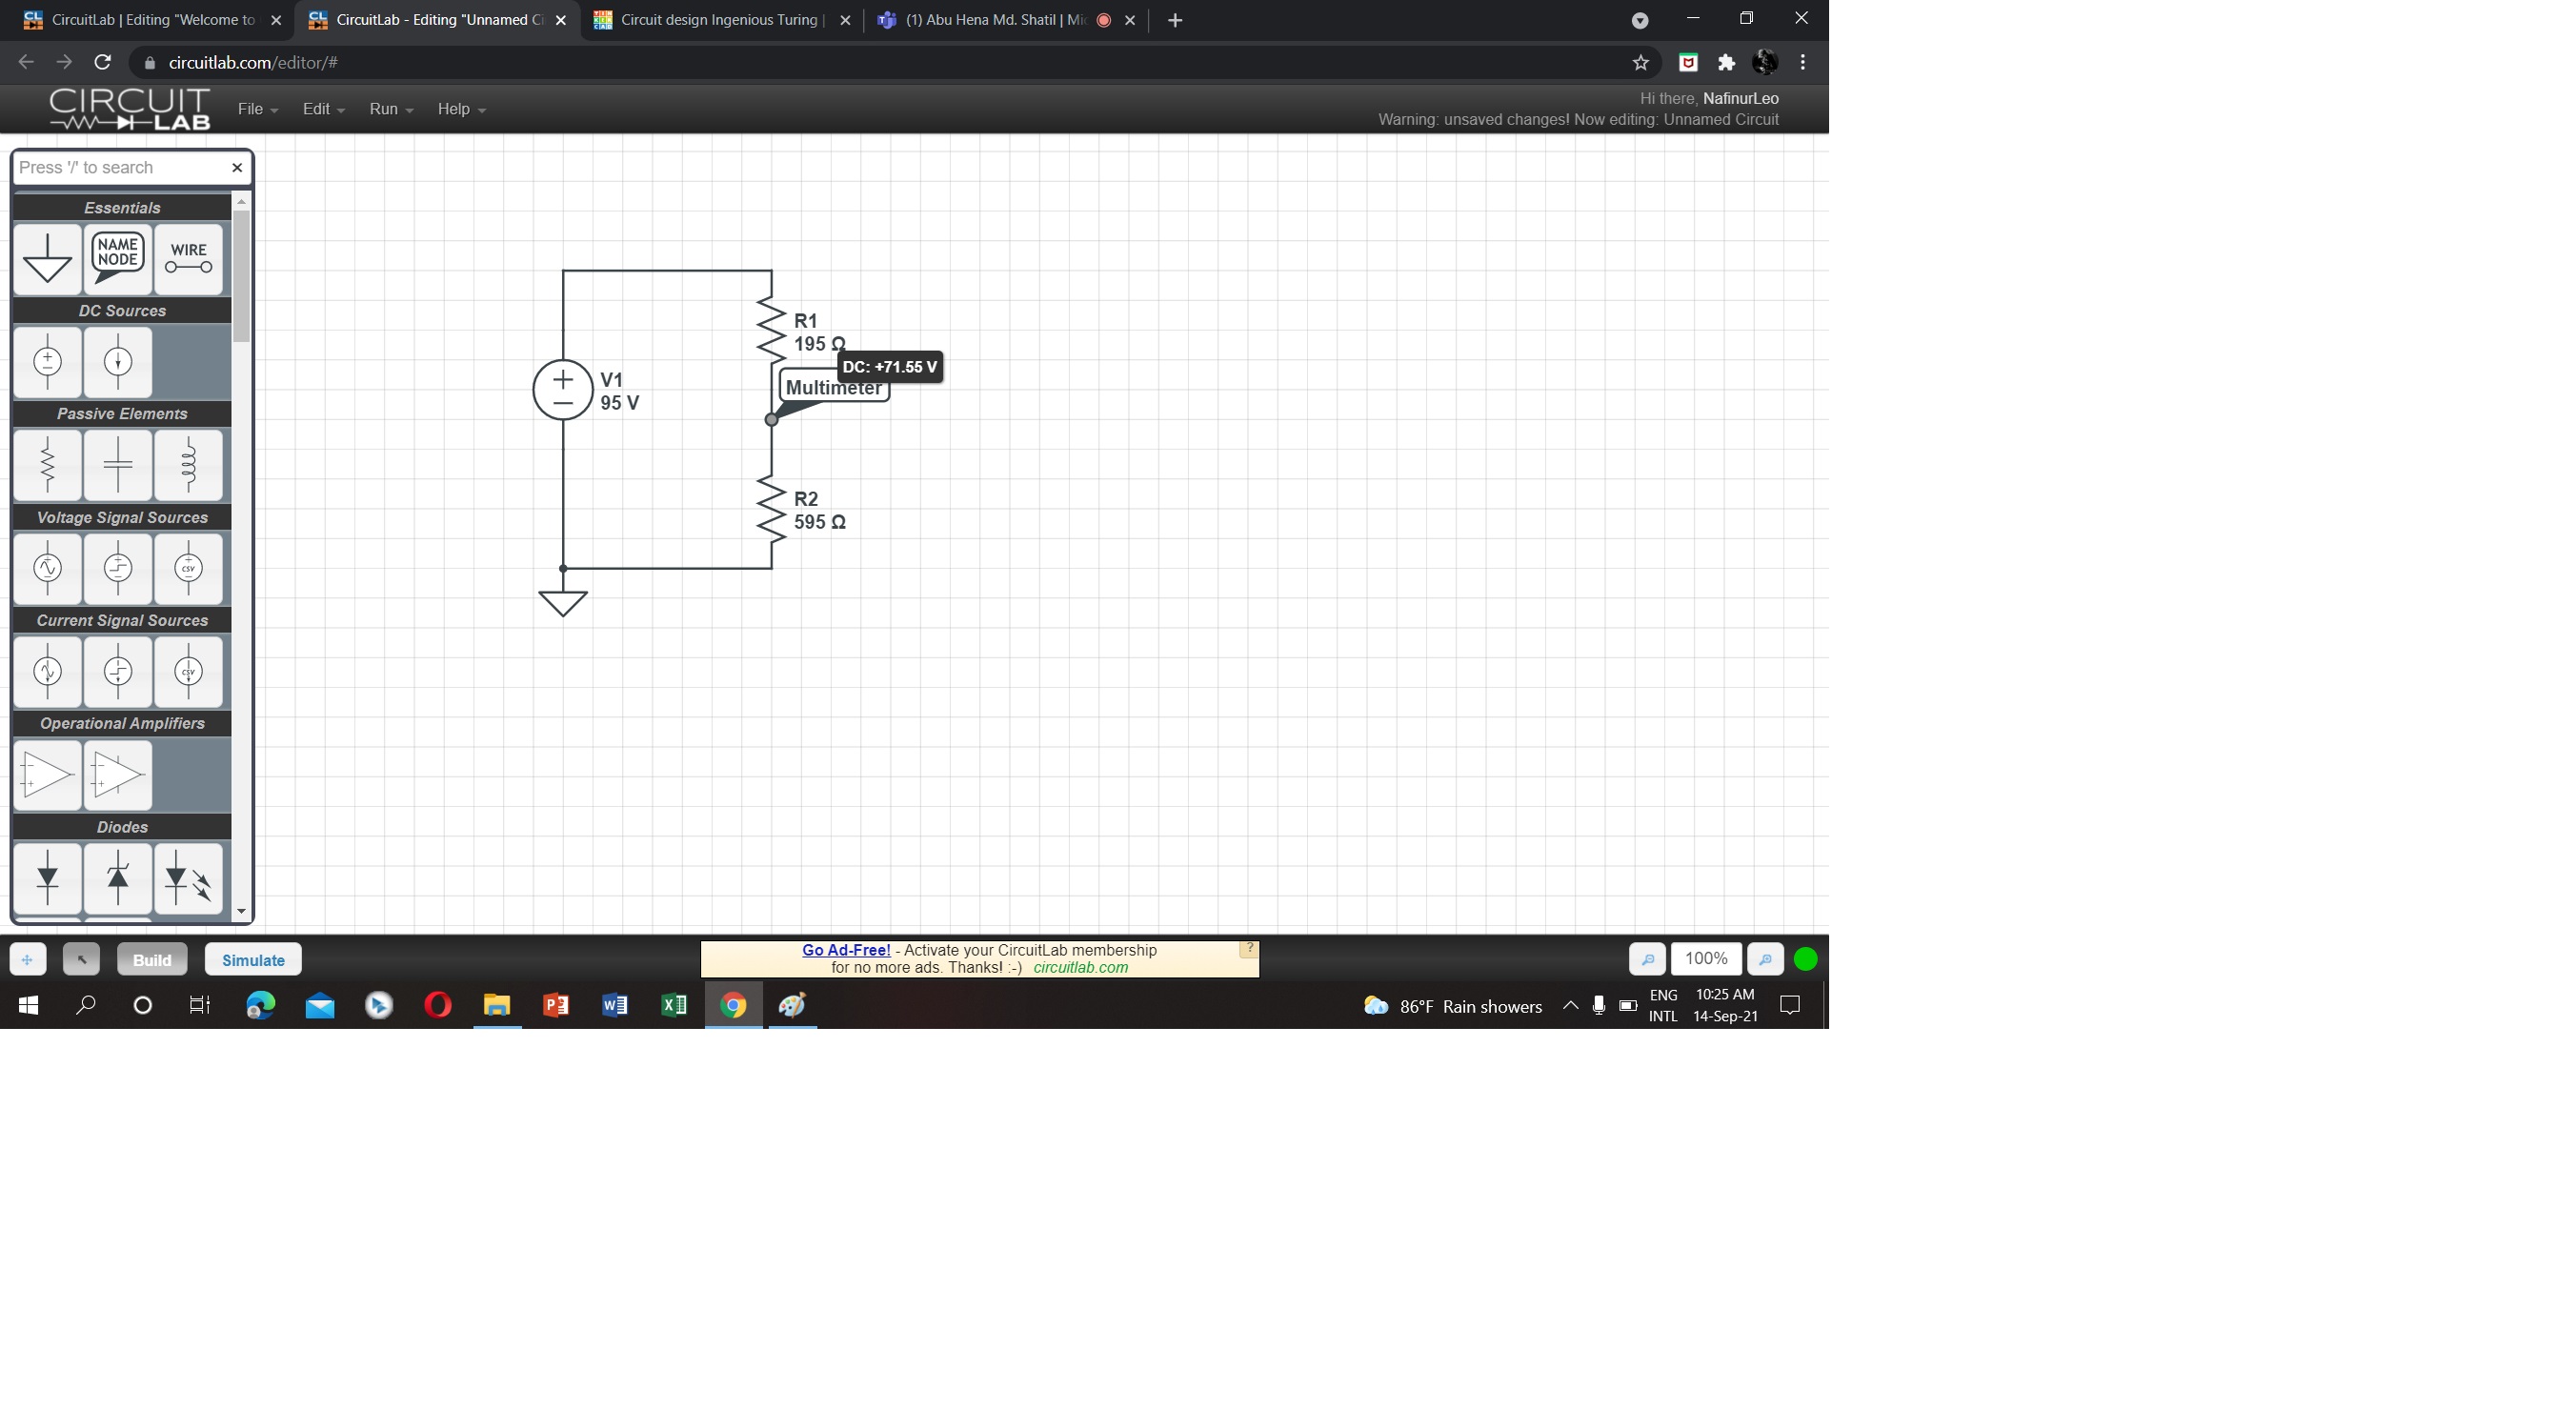 CircuitLab | Editing "Welcome to
CircuitLab - Editing "Unnamed Ci
Circuit design Ingenious Turing |
(1) Abu Hena Md. Shatil | Mic
circuitlab.com/editor/#
CIRCUIT
LAB
File
Edit
Run
Help
Hi there, NafinurLeo
Warning: unsaved changes! Now editing: Unnamed Circuit
Press '/' to search
Essentials
NAME
NODE
WIRE
DC Sources
Passive Elements
Voltage Signal Sources
CSV
Current Signal Sources
CSV
Operational Amplifiers
Diodes
V1
95 V
R1
195 Ω
DC: +71.55 V
Multimeter
R2
595 Ω
Build
Simulate
Go Ad-Free! - Activate your CircuitLab membership
for no more ads. Thanks! :-) circuitlab.com
?
100%
86°F Rain showers
ENG
INTL
10:25 AM
14-Sep-21